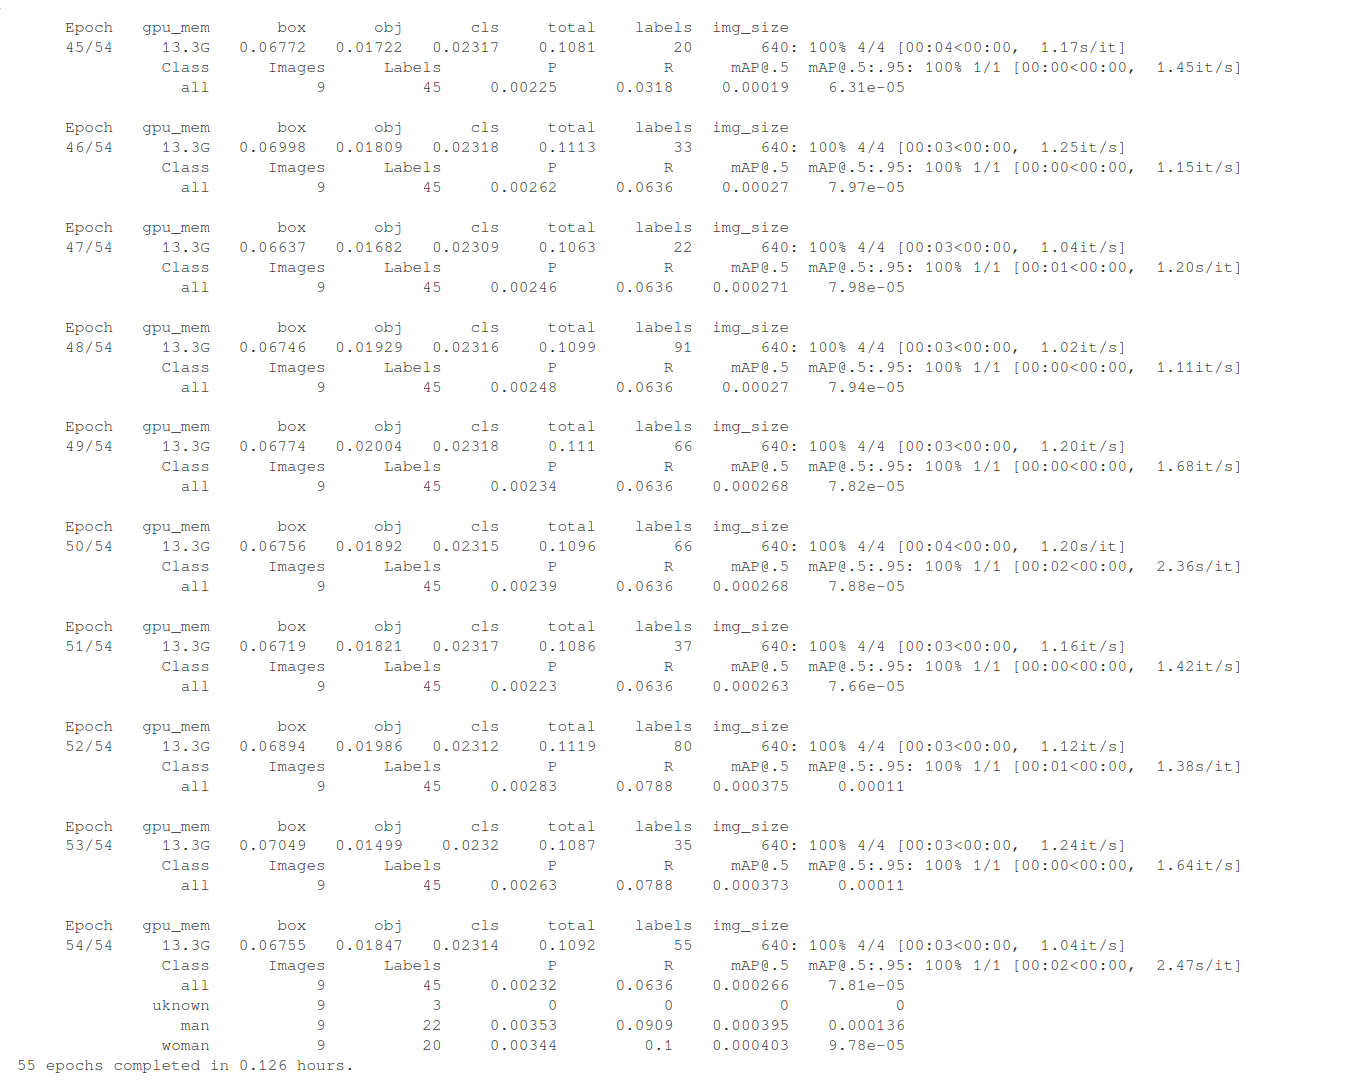 Epoch gpu_mem box obj cls total labels img_size
45/54 13.3G 0.06772 0.01722 0.02317 0.1081 20 640: 100% 4/4 [00:04<00:00, 1.17s/it]
Class Images Labels P R mAP@.5 mAP@.5:.95: 100% 1/1 [00:00<00:00, 1.45it/s]
all 9 45 0.00225 0.0318 0.00019 6.31e-05
Epoch gpu_mem box obj cls total labels img_size
46/54 13.3G 0.06998 0.01809 0.02318 0.1113 33 640: 100% 4/4 [00:03<00:00, 1.25it/s]
Class Images Labels P R mAP@.5 mAP@.5:.95: 100% 1/1 [00:00<00:00, 1.15it/s]
all 9 45 0.00262 0.0636 0.00027 7.97e-05
Epoch gpu_mem box obj cls total labels img_size
47/54 13.3G 0.06637 0.01682 0.02309 0.1063 22 640: 100% 4/4 [00:03<00:00, 1.04it/s]
Class Images Labels P R mAP@.5 mAP@.5:.95: 100% 1/1 [00:01<00:00, 1.20s/it]
all 9 45 0.00246 0.0636 0.000271 7.98e-05
Epoch gpu_mem box obj cls total labels img_size
48/54 13.3G 0.06746 0.01929 0.02316 0.1099 91 640: 100% 4/4 [00:03<00:00, 1.02it/s]
Class Images Labels P R mAP@.5 mAP@.5:.95: 100% 1/1 [00:00<00:00, 1.11it/s]
all 9 45 0.00248 0.0636 0.00027 7.94e-05
Epoch gpu_mem box obj cls total labels img_size
49/54 13.3G 0.06774 0.02004 0.02318 0.111 66 640: 100% 4/4 [00:03<00:00, 1.20it/s]
Class Images Labels P R mAP@.5 mAP@.5:.95: 100% 1/1 [00:00<00:00, 1.68it/s]
all 9 45 0.00234 0.0636 0.000268 7.82e-05
Epoch gpu_mem box obj cls total labels img_size
50/54 13.3G 0.06756 0.01892 0.02315 0.1096 66 640: 100% 4/4 [00:04<00:00, 1.20s/it]
Class Images Labels P R mAP@.5 mAP@.5:.95: 100% 1/1 [00:02<00:00, 2.36s/it]
all 9 45 0.00239 0.0636 0.000268 7.88e-05
Epoch gpu_mem box obj cls total labels img_size
51/54 13.3G 0.06719 0.01821 0.02317 0.1086 37 640: 100% 4/4 [00:03<00:00, 1.16it/s]
Class Images Labels P R mAP@.5 mAP@.5:.95: 100% 1/1 [00:00<00:00, 1.42it/s]
all 9 45 0.00223 0.0636 0.000263 7.66e-05
Epoch gpu_mem box obj cls total labels img_size
52/54 13.3G 0.06894 0.01986 0.02312 0.1119 80 640: 100% 4/4 [00:03<00:00, 1.12it/s]
Class Images Labels P R mAP@.5 mAP@.5:.95: 100% 1/1 [00:01<00:00, 1.38s/it]
all 9 45 0.00283 0.0788 0.000375 0.00011
Epoch gpu_mem box obj cls total labels img_size
53/54 13.3G 0.07049 0.01499 0.0232 0.1087 35 640: 100% 4/4 [00:03<00:00, 1.24it/s]
Class Images Labels P R mAP@.5 mAP@.5:.95: 100% 1/1 [00:00<00:00, 1.64it/s]
all 9 45 0.00263 0.0788 0.000373 0.00011
Epoch gpu_mem box obj cls total labels img_size
54/54 13.3G 0.06755 0.01847 0.02314 0.1092 55 640: 100% 4/4 [00:03<00:00, 1.04it/s]
Class Images Labels P R mAP@.5 mAP@.5:.95: 100% 1/1 [00:02<00:00, 2.47s/it]
all 9 45 0.00232 0.0636 0.000266 7.81e-05
uknown 9 3 0 0 0 0
man 9 22 0.00353 0.0909 0.000395 0.000136
woman 9 20 0.00344 0.1 0.000403 9.78e-05
55 epochs completed in 0.126 hours.